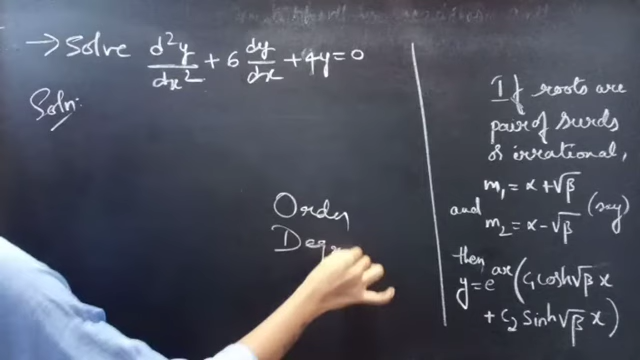 → Solve d²y/dx² + 6 dy/dx + 4y = 0
Soln:
Order
Deg
If roots are
pair of surds
& irrational,
m₁ = α + √β
and m₂ = α - √β (say)
then
y = e^αx (c₁ cosh √β x
+ c₂ sinh √β x)